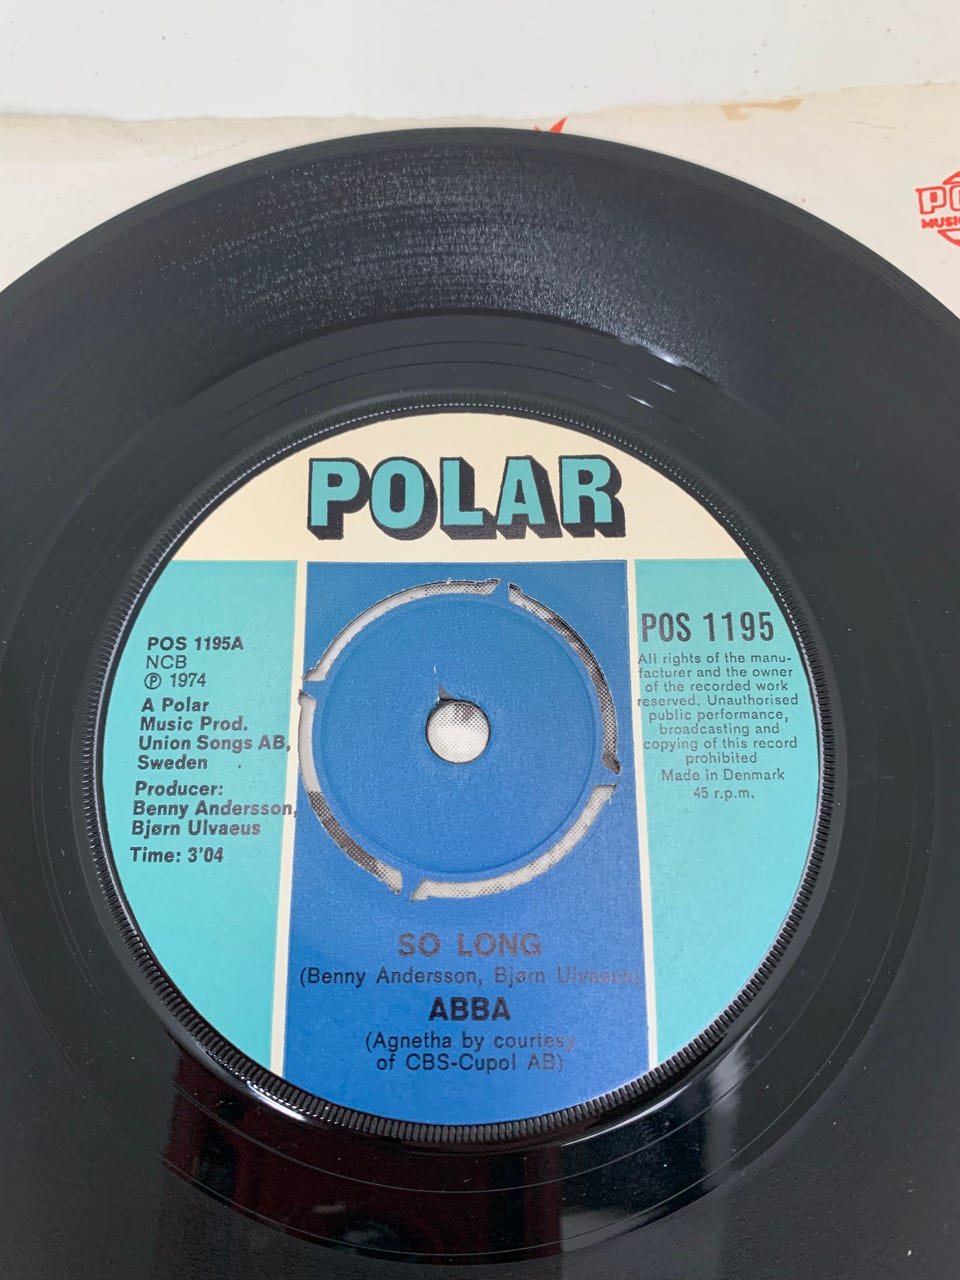 POLAR
POS 1195A
NCB
Ⓟ 1974
A Polar
Music Prod.
Union Songs AB,
Sweden
Producer:
Benny Andersson,
Bjørn Ulvaeus
Time: 3'04
POS 1195
All rights of the manu-
facturer and the owner
of the recorded work
reserved. Unauthorised
public performance,
broadcasting and
copying of this record
prohibited
Made in Denmark
45 r.p.m.
SO LONG
(Benny Andersson, Bjørn Ulvaeus)
ABBA
(Agnetha by courtesy
of CBS-Cupol AB)